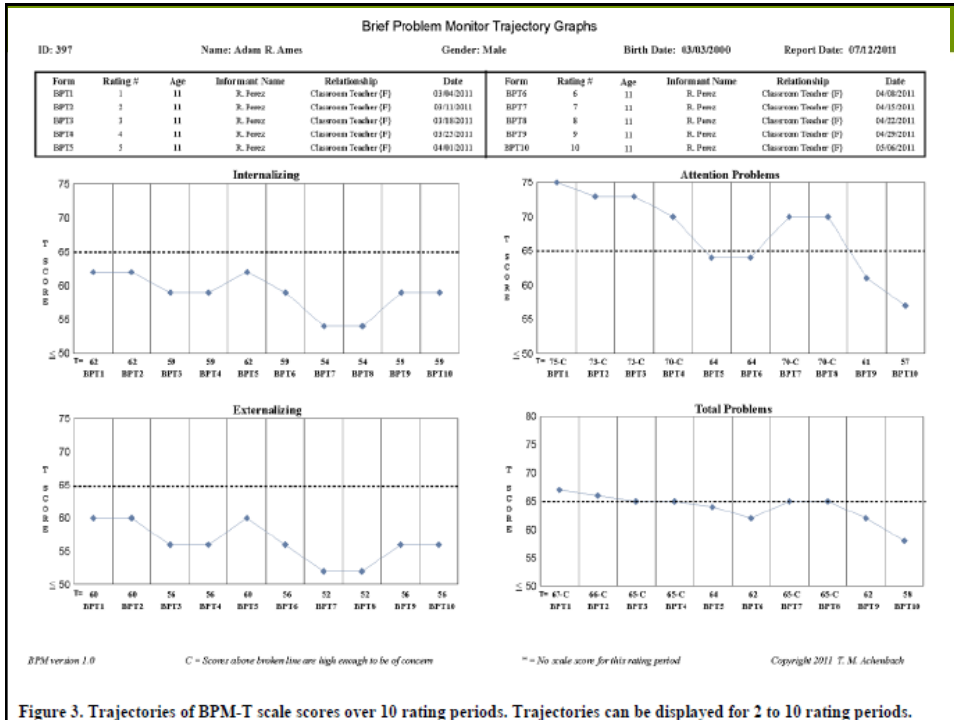 Brief Problem Monitor Trajectory Graphs
ID: 397 Name: Adam R. Ames Gender: Male Birth Date: 03/03/2000 Report Date: 07/12/2011
Form Rating # Age Informant Name Relationship Date Form Rating # Age Informant Name Relationship Date
BPT1 1 11 R. Perez Classroom Teacher {F} 03/04/2011 BPT6 6 11 R. Perez Classroom Teacher {F} 04/08/2011
BPT2 2 11 R. Perez Classroom Teacher {F} 03/11/2011 BPT7 7 11 R. Perez Classroom Teacher {F} 04/15/2011
BPT3 3 11 R. Perez Classroom Teacher {F} 03/18/2011 BPT8 8 11 R. Perez Classroom Teacher {F} 04/22/2011
BPT4 4 11 R. Perez Classroom Teacher {F} 03/25/2011 BPT9 9 11 R. Perez Classroom Teacher {F} 04/29/2011
BPT5 5 11 R. Perez Classroom Teacher {F} 04/01/2011 BPT10 10 11 R. Perez Classroom Teacher {F} 05/06/2011
Internalizing
75
70
65
60
55
≤ 50
T SCORE
T= 62 62 59 59 62 59 54 54 59 59
BPT1 BPT2 BPT3 BPT4 BPT5 BPT6 BPT7 BPT8 BPT9 BPT10
Attention Problems
75
70
65
60
55
≤ 50
T SCORE
T= 75-C 73-C 73-C 70-C 64 64 70-C 70-C 61 57
BPT1 BPT2 BPT3 BPT4 BPT5 BPT6 BPT7 BPT8 BPT9 BPT10
Externalizing
75
70
65
60
55
≤ 50
T SCORE
T= 60 60 56 56 60 56 52 52 56 56
BPT1 BPT2 BPT3 BPT4 BPT5 BPT6 BPT7 BPT8 BPT9 BPT10
Total Problems
80
75
70
65
60
55
≤ 50
T SCORE
T= 67-C 66-C 65-C 65-C 64 62 65-C 65-C 62 58
BPT1 BPT2 BPT3 BPT4 BPT5 BPT6 BPT7 BPT8 BPT9 BPT10
BPM version 1.0 C = Scores above broken line are high enough to be of concern * = No scale score for this rating period Copyright 2011 T. M. Achenbach
Figure 3. Trajectories of BPM-T scale scores over 10 rating periods. Trajectories can be displayed for 2 to 10 rating periods.